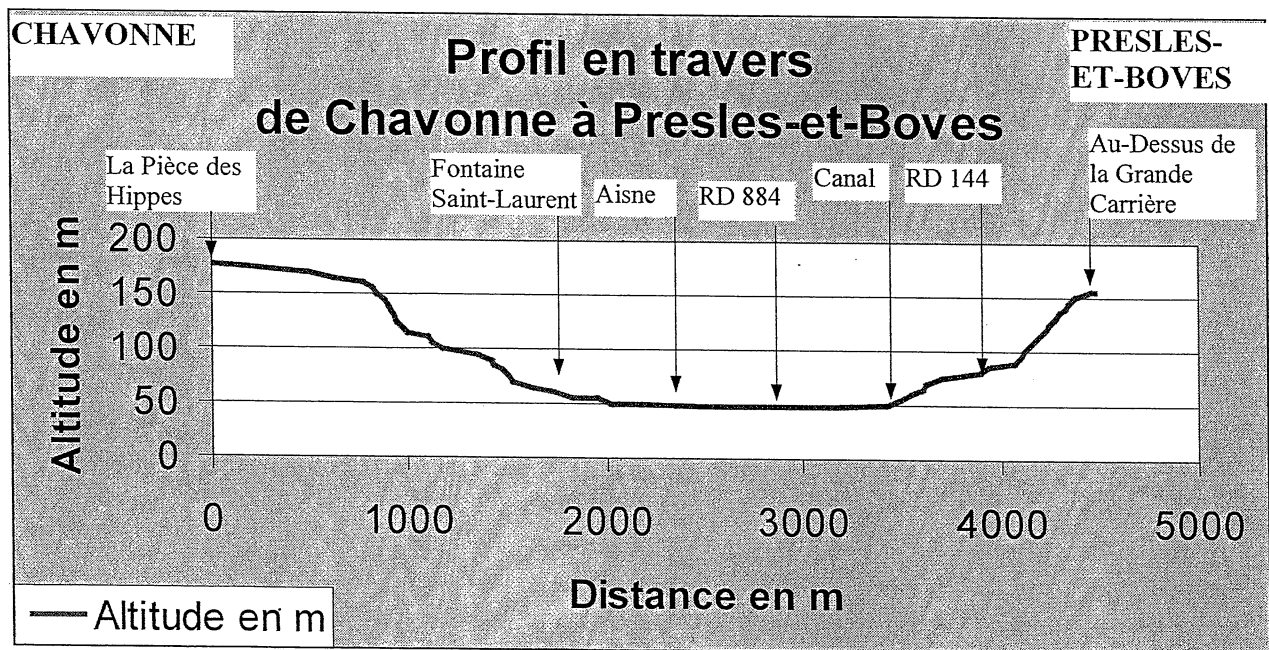 CHAVONNE
Profil en travers
de Chavonne à Presles-et-Boves
PRESLES-
ET-BOVES
La Pièce des
Hippes
Fontaine
Saint-Laurent
Aisne
RD 884
Canal
RD 144
Au-Dessus de
la Grande
Carrière
Altitude en m
200
150
100
50
0
0 1000 2000 3000 4000 5000
Distance en m
Altitude en m